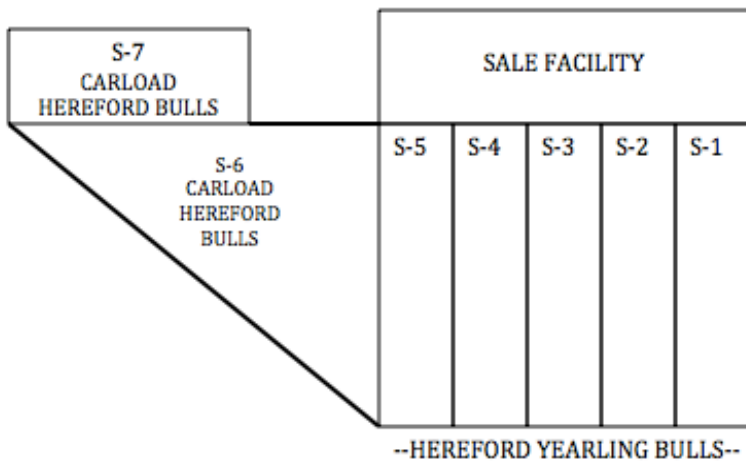 S-7
CARLOAD
HEREFORD BULLS
SALE FACILITY
S-5 S-4 S-3 S-2 S-1
S-6
CARLOAD
HEREFORD
BULLS
--HEREFORD YEARLING BULLS--